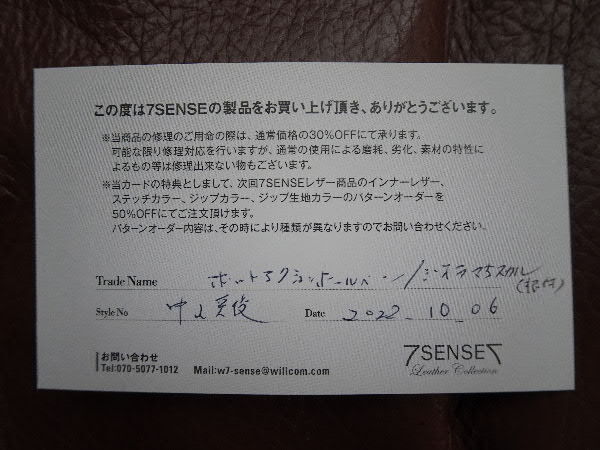 この度は7SENSEの製品をお買い上げ頂き、ありがとうございます。
※当商品の修理のご用命の際は、通常価格の30%OFFにて承ります。
可能な限り修理対応を行いますが、通常の使用による磨耗、劣化、素材の特性に
よるもの等は修理出来ない物もございます。
※当カードの特典としまして、次回7SENSEレザー商品のインナーレザー、
ステッチカラー、ジップカラー、ジップ生地カラーのパターンオーダーを
50%OFFにてご注文頂けます。
パターンオーダー内容は、その時により種類が異なりますのでお問い合わせください。
Trade Name
Style No Date 2022_10_06
お問い合わせ
Tel:070-5077-1012 Mail:w7-sense@willcom.com
7SENSE7
Leather Collection